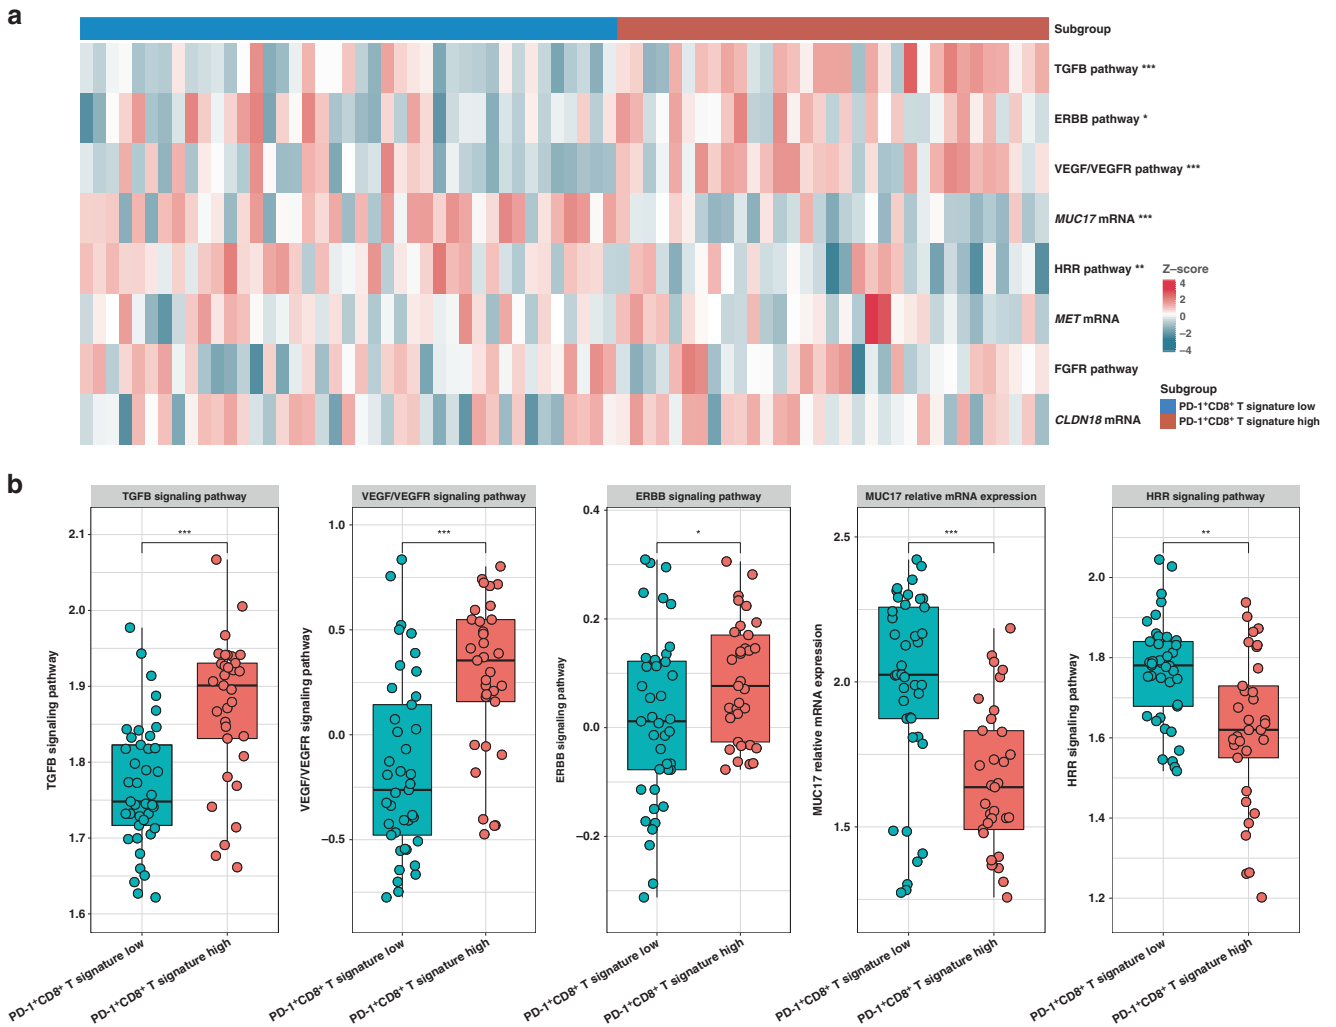 a
Subgroup
TGFB pathway ***
ERBB pathway *
VEGF/VEGFR pathway ***
MUC17 mRNA ***
HRR pathway **
MET mRNA
FGFR pathway
CLDN18 mRNA
Z–score
4
2
0
−2
−4
Subgroup
PD-1⁺CD8⁺ T signature low
PD-1⁺CD8⁺ T signature high
b
TGFB signaling pathway
***
TGFB signaling pathway
2.1
2.0
1.9
1.8
1.7
1.6
PD-1⁺CD8⁺ T signature low
PD-1⁺CD8⁺ T signature high
VEGF/VEGFR signaling pathway
***
VEGF/VEGFR signaling pathway
1.0
0.5
0.0
−0.5
PD-1⁺CD8⁺ T signature low
PD-1⁺CD8⁺ T signature high
ERBB signaling pathway
*
ERBB signaling pathway
0.4
0.2
0.0
−0.2
PD-1⁺CD8⁺ T signature low
PD-1⁺CD8⁺ T signature high
MUC17 relative mRNA expression
***
MUC17 relative mRNA expression
2.5
2.0
1.5
PD-1⁺CD8⁺ T signature low
PD-1⁺CD8⁺ T signature high
HRR signaling pathway
**
HRR signaling pathway
2.0
1.8
1.6
1.4
1.2
PD-1⁺CD8⁺ T signature low
PD-1⁺CD8⁺ T signature high